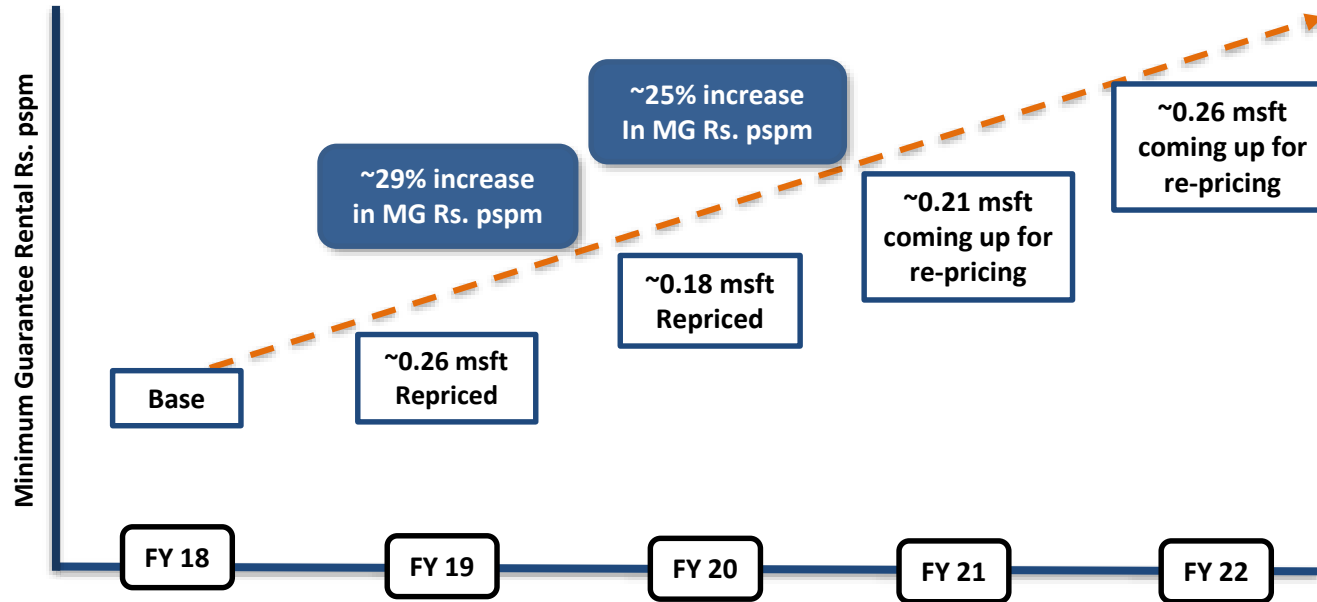 Minimum Guarantee Rental Rs. pspm
~29% increase
in MG Rs. pspm
~25% increase
In MG Rs. pspm
Base
~0.26 msft
Repriced
~0.18 msft
Repriced
~0.21 msft
coming up for
re-pricing
~0.26 msft
coming up for
re-pricing
FY 18
FY 19
FY 20
FY 21
FY 22